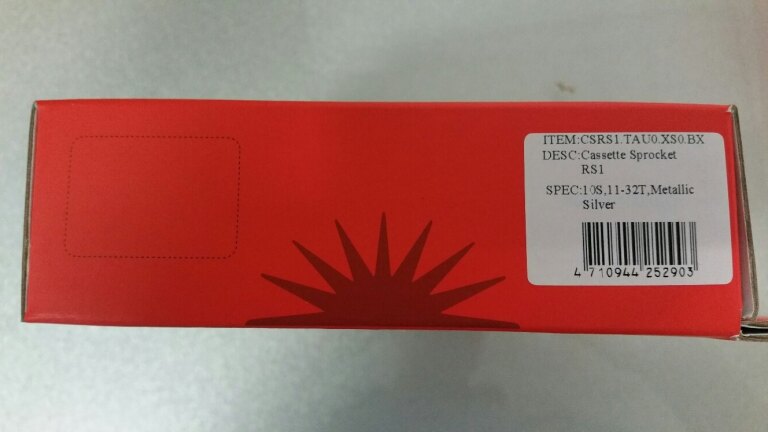 ITEM:CSRS1.TAU0.XS0.BX
DESC:Cassette Sprocket
RS1
SPEC:10S,11-32T,Metallic
Silver
4 710944 252903